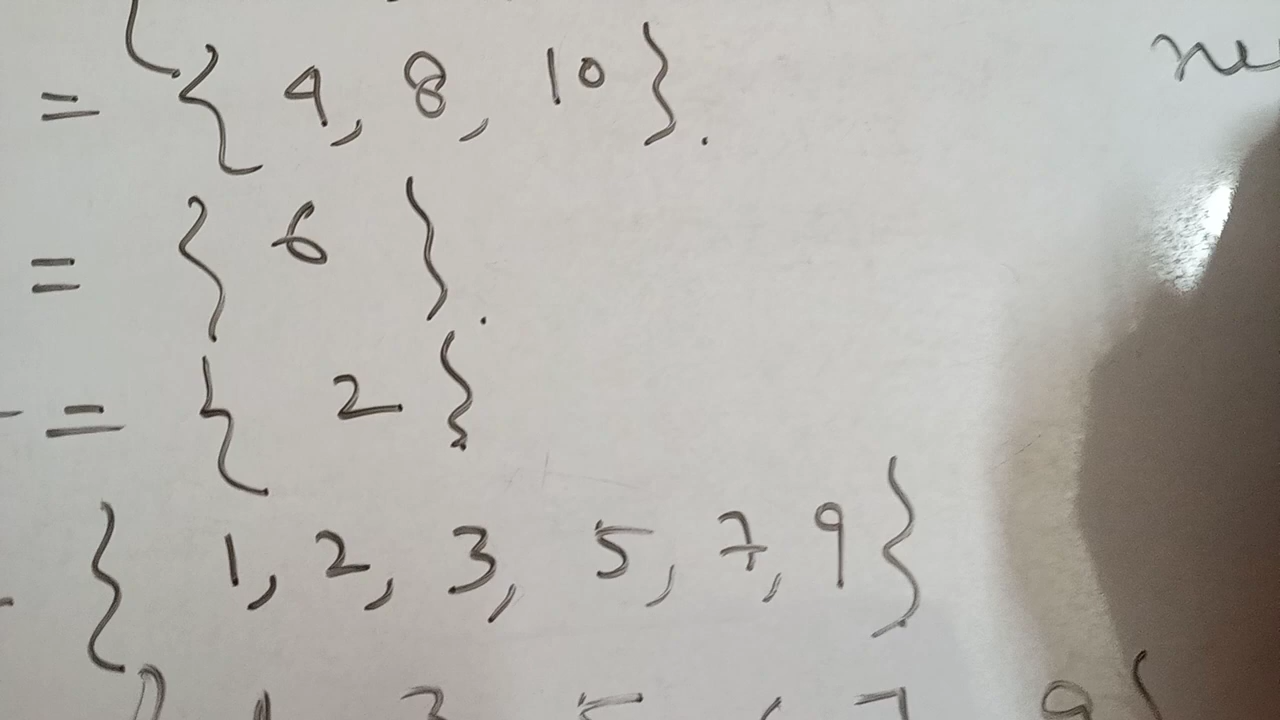 = { 4, 8, 10 }.
= { 6 }.
= { 2 }
{ 1, 2, 3, 5, 7, 9 }